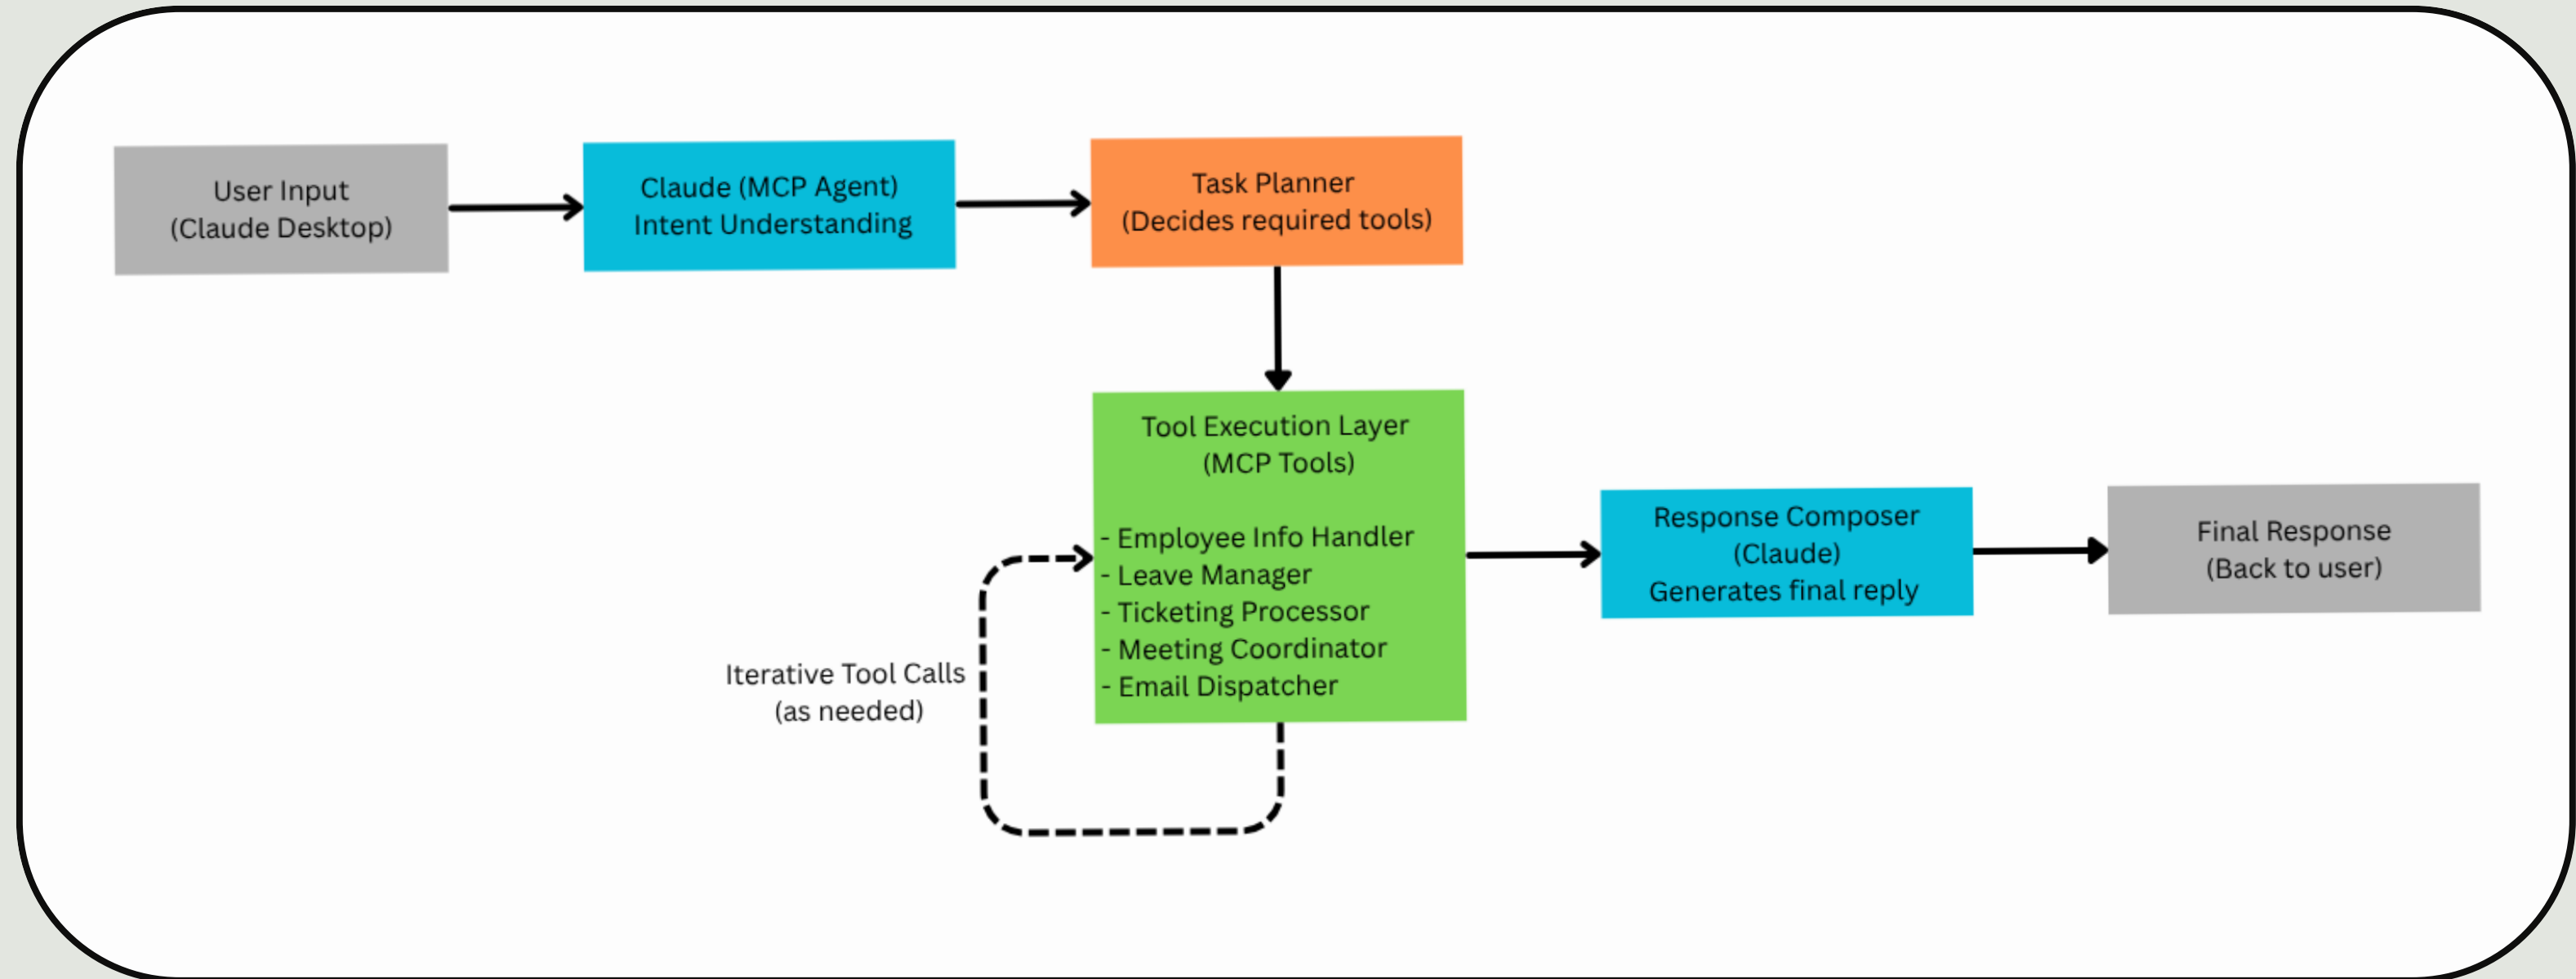 User Input
(Claude Desktop)
Claude (MCP Agent)
Intent Understanding
Task Planner
(Decides required tools)
Tool Execution Layer
(MCP Tools)
- Employee Info Handler
- Leave Manager
- Ticketing Processor
- Meeting Coordinator
- Email Dispatcher
Iterative Tool Calls
(as needed)
Response Composer
(Claude)
Generates final reply
Final Response
(Back to user)